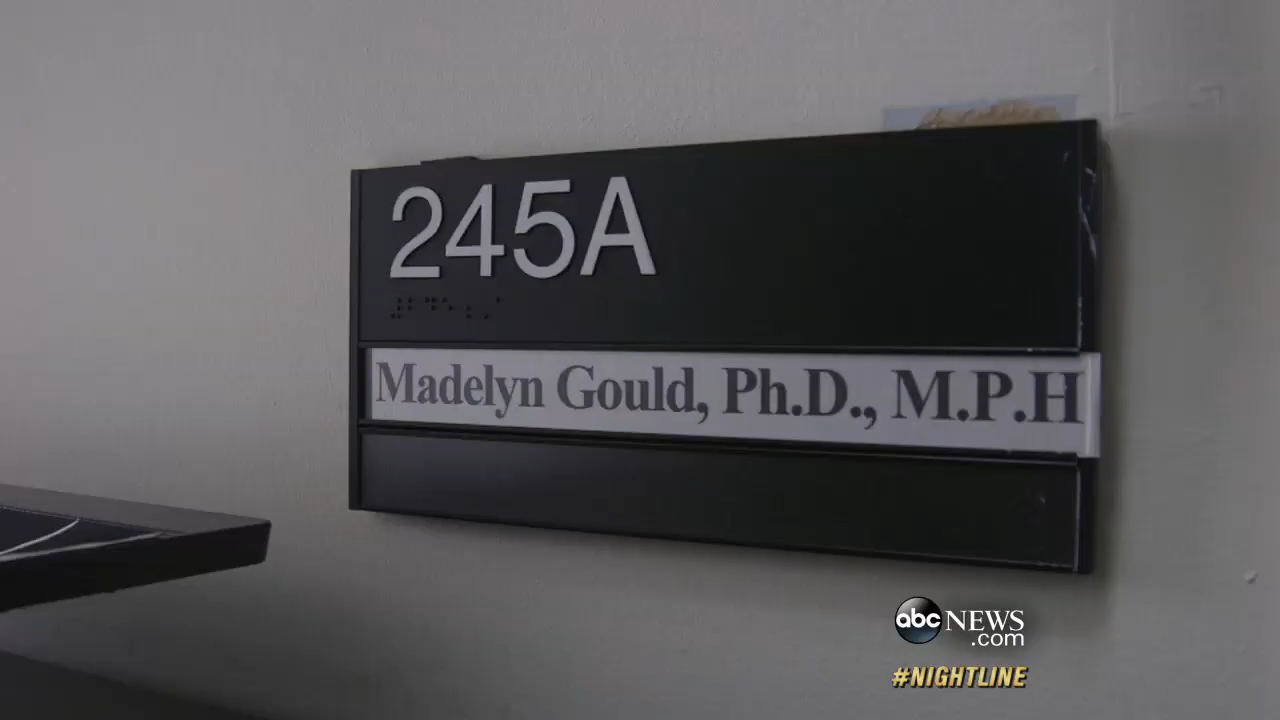 245A
Madelyn Gould, Ph.D., M.P.H
abc NEWS
.com
#NIGHTLINE